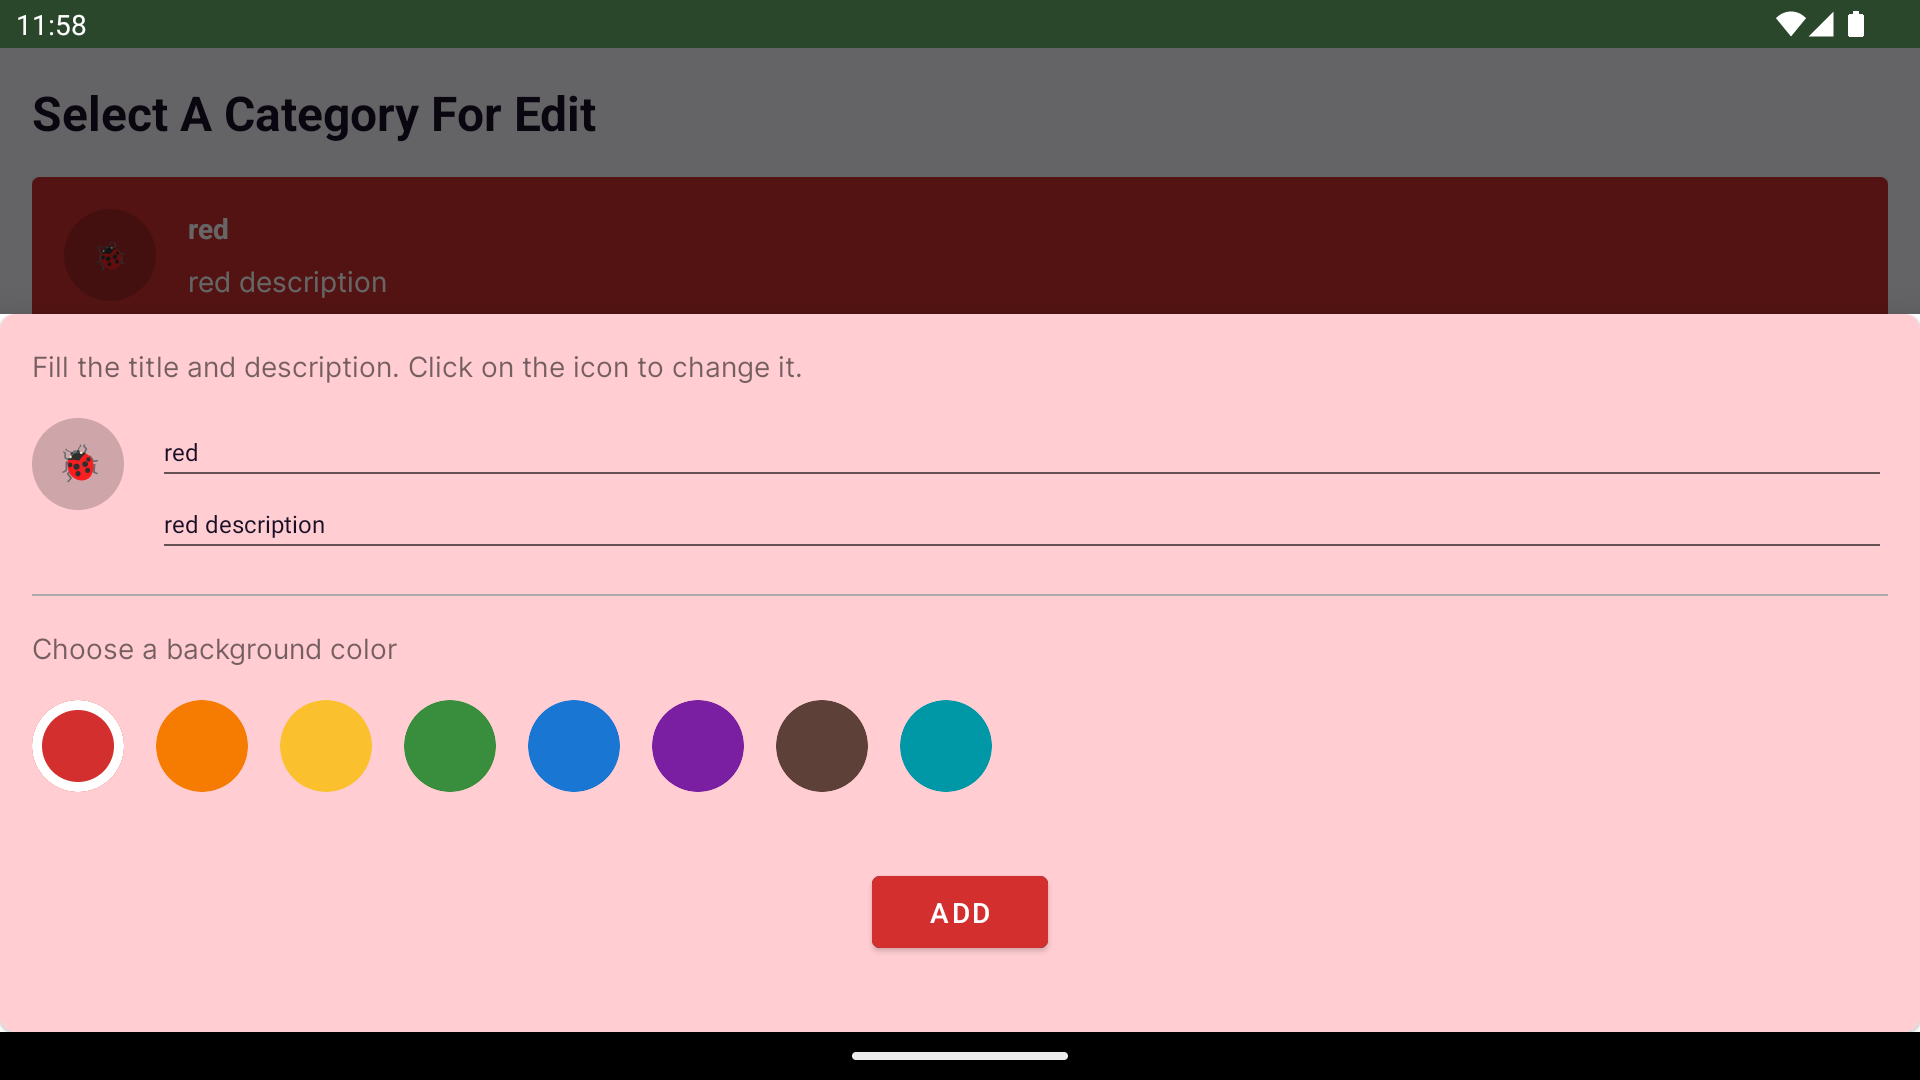 11:58
Select A Category For Edit
red
red description
Fill the title and description. Click on the icon to change it.
red
red description
Choose a background color
ADD